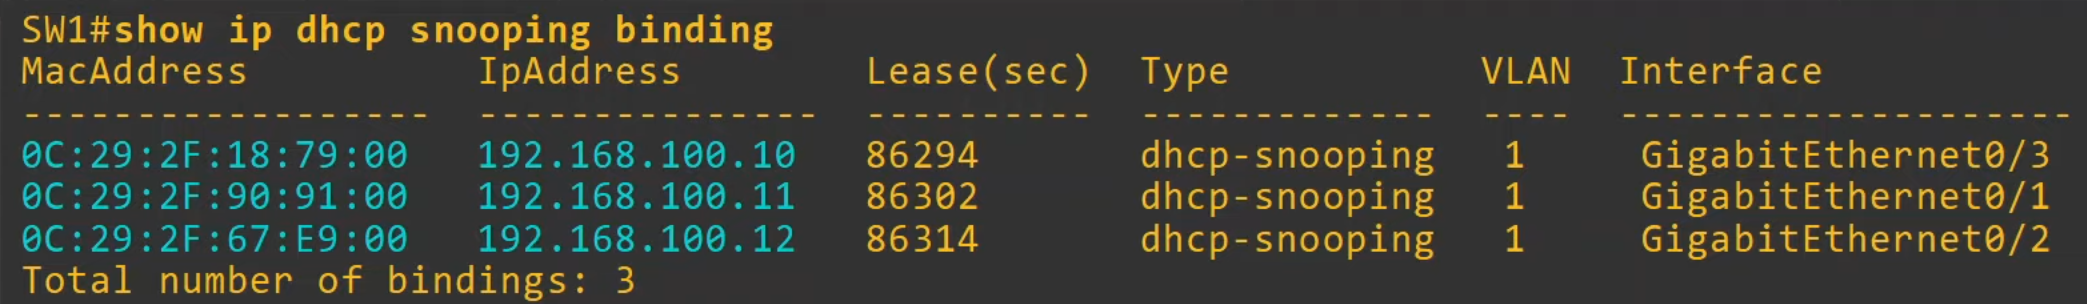 SW1#show ip dhcp snooping binding
MacAddress IpAddress Lease(sec) Type VLAN Interface
------------------ --------------- ---------- ------------- ---- --------------------
0C:29:2F:18:79:00 192.168.100.10 86294 dhcp-snooping 1 GigabitEthernet0/3
0C:29:2F:90:91:00 192.168.100.11 86302 dhcp-snooping 1 GigabitEthernet0/1
0C:29:2F:67:E9:00 192.168.100.12 86314 dhcp-snooping 1 GigabitEthernet0/2
Total number of bindings: 3